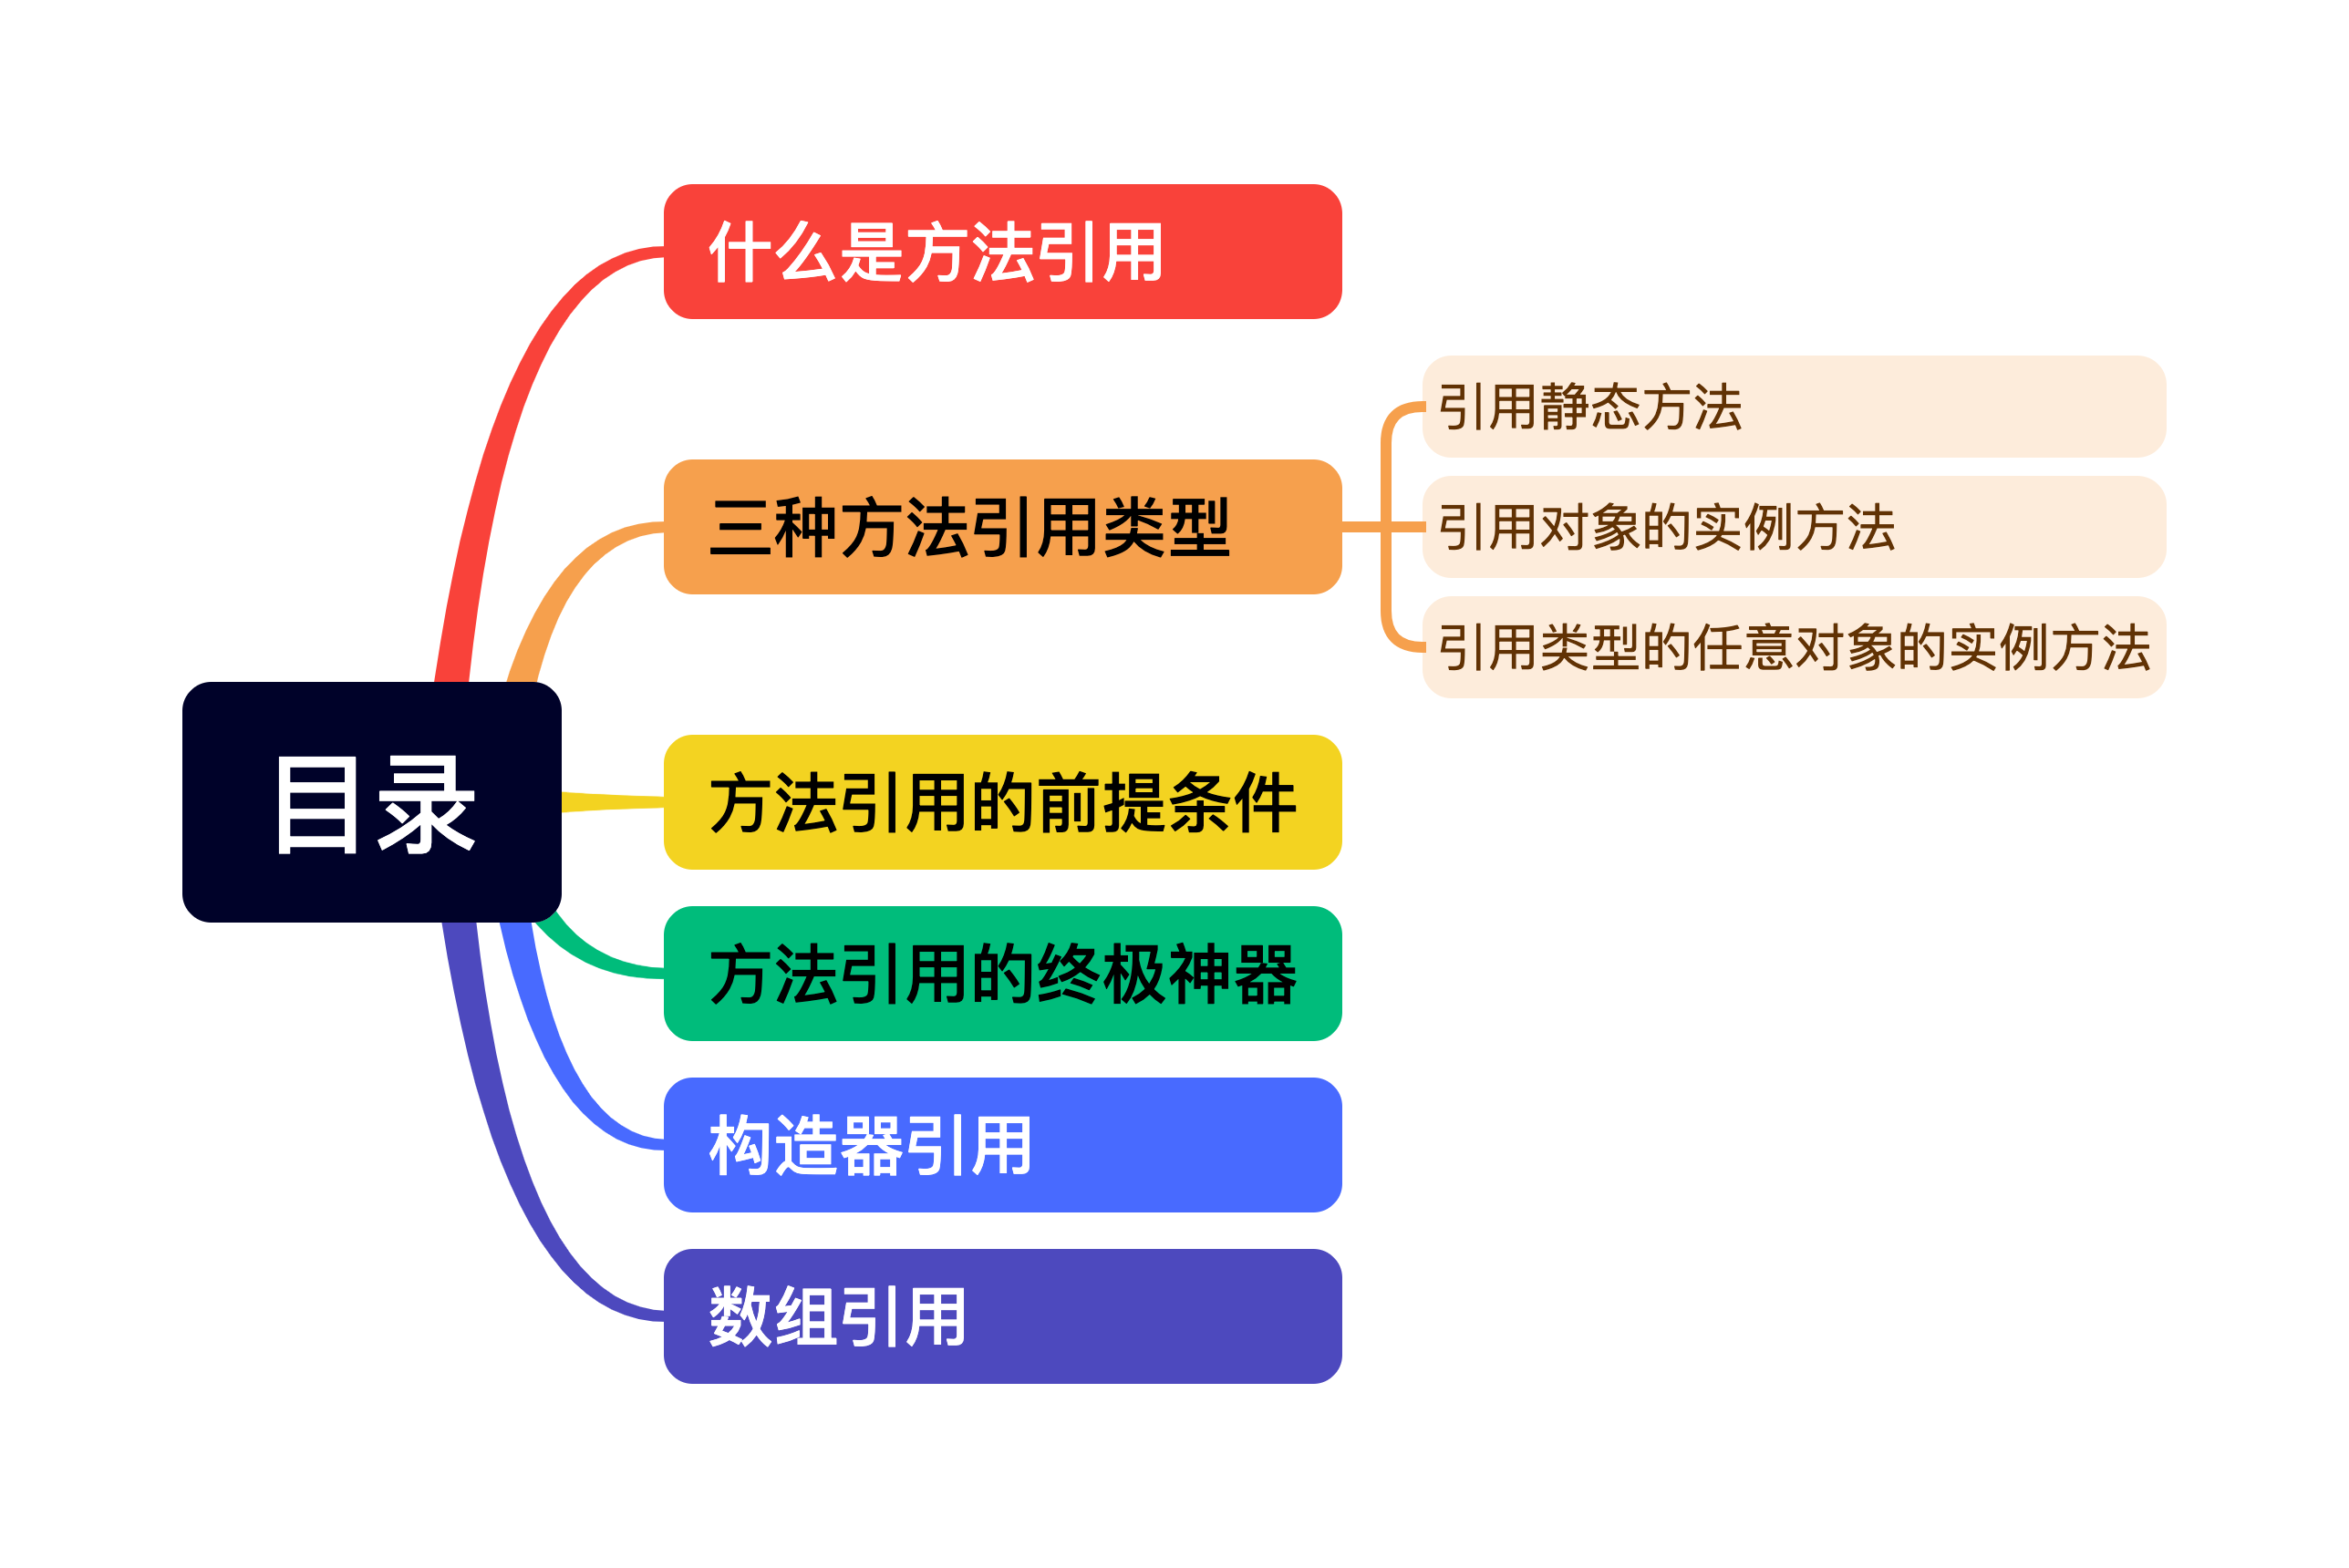 目录
什么是方法引用
三种方法引用类型
引用静态方法
引用对象的实例方法
引用类型的任意对象的实例方法
方法引用的前提条件
方法引用的终极神器
构造器引用
数组引用